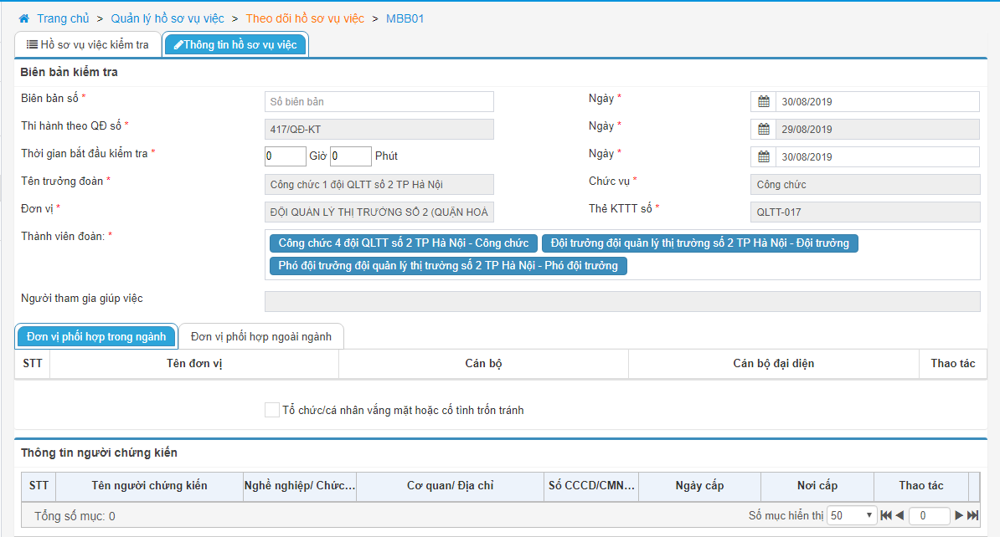 Trang chủ > Quản lý hồ sơ vụ việc > Theo dõi hồ sơ vụ việc > MBB01
Hồ sơ vụ việc kiểm tra Thông tin hồ sơ vụ việc
Biên bản kiểm tra
Biên bản số * Số biên bản Ngày * 30/08/2019
Thi hành theo QĐ số * 417/QĐ-KT Ngày * 29/08/2019
Thời gian bắt đầu kiểm tra * 0 Giờ 0 Phút Ngày * 30/08/2019
Tên trưởng đoàn * Công chức 1 đội QLTT số 2 TP Hà Nội Chức vụ * Công chức
Đơn vị * ĐỘI QUẢN LÝ THỊ TRƯỜNG SỐ 2 (QUẬN HOÀ Thẻ KTTT số * QLTT-017
Thành viên đoàn: * Công chức 4 đội QLTT số 2 TP Hà Nội - Công chức Đội trưởng đội quản lý thị trường số 2 TP Hà Nội - Đội trưởng
Phó đội trưởng đội quản lý thị trường số 2 TP Hà Nội - Phó đội trưởng
Người tham gia giúp việc
Đơn vị phối hợp trong ngành Đơn vị phối hợp ngoài ngành
STT Tên đơn vị Cán bộ Cán bộ đại diện Thao tác
Tổ chức/cá nhân vắng mặt hoặc cố tình trốn tránh
Thông tin người chứng kiến
STT Tên người chứng kiến Nghề nghiệp/ Chức... Cơ quan/ Địa chỉ Số CCCD/CMN... Ngày cấp Nơi cấp Thao tác
Tổng số mục: 0 Số mục hiển thị 50 0